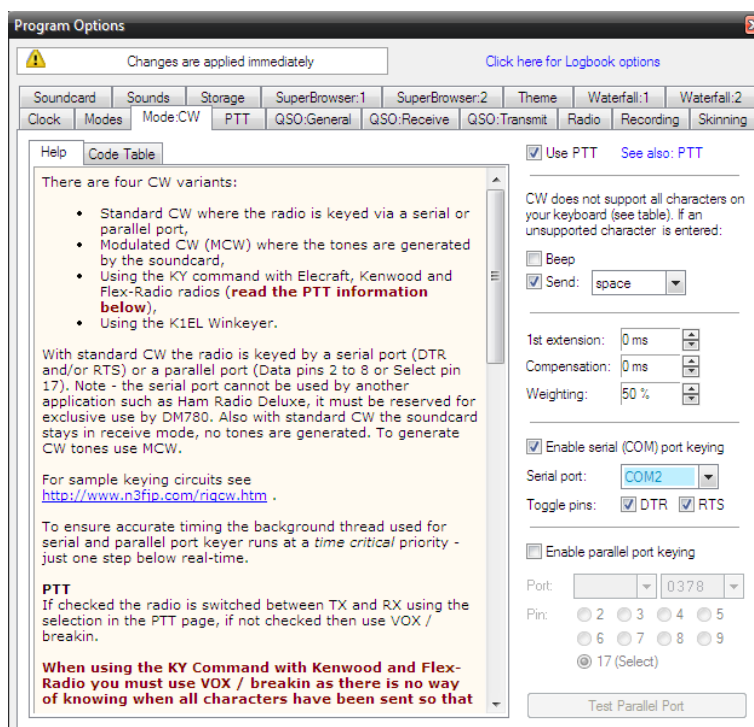 Program Options
Changes are applied immediately
Click here for Logbook options
Soundcard Sounds Storage SuperBrowser:1 SuperBrowser:2 Theme Waterfall:1 Waterfall:2
Clock Modes Mode:CW PTT QSO:General QSO:Receive QSO:Transmit Radio Recording Skinning
Help Code Table
There are four CW variants:
• Standard CW where the radio is keyed via a serial or
parallel port,
• Modulated CW (MCW) where the tones are generated
by the soundcard,
• Using the KY command with Elecraft, Kenwood and
Flex-Radio radios (read the PTT information
below),
• Using the K1EL Winkeyer.
With standard CW the radio is keyed by a serial port (DTR
and/or RTS) or a parallel port (Data pins 2 to 8 or Select pin
17). Note - the serial port cannot be used by another
application such as Ham Radio Deluxe, it must be reserved for
exclusive use by DM780. Also with standard CW the soundcard
stays in receive mode, no tones are generated. To generate
CW tones use MCW.
For sample keying circuits see
http://www.n3fjp.com/rigcw.htm .
To ensure accurate timing the background thread used for
serial and parallel port keyer runs at a time critical priority -
just one step below real-time.
PTT
If checked the radio is switched between TX and RX using the
selection in the PTT page, if not checked then use VOX /
breakin.
When using the KY Command with Kenwood and Flex-
Radio you must use VOX / breakin as there is no way
of knowing when all characters have been sent so that
Use PTT See also: PTT
CW does not support all characters on
your keyboard (see table). If an
unsupported character is entered:
Beep
Send: space
1st extension: 0 ms
Compensation: 0 ms
Weighting: 50 %
Enable serial (COM) port keying
Serial port: COM2
Toggle pins: DTR RTS
Enable parallel port keying
Port: 0378
Pin: 2 3 4 5
6 7 8 9
17 (Select)
Test Parallel Port